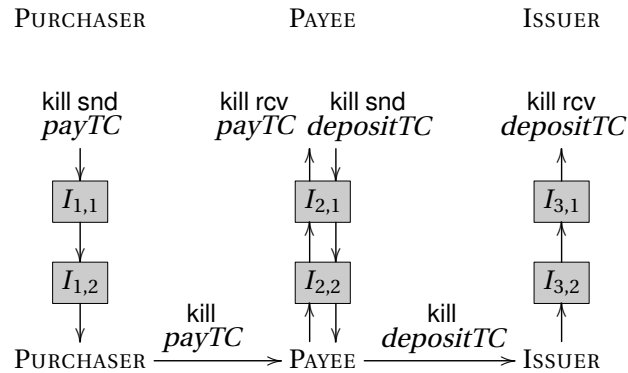 PURCHASER PAYEE ISSUER
kill snd kill rcv kill snd kill rcv
payTC payTC depositTC depositTC
I1,1 I2,1 I3,1
I1,2 I2,2 I3,2
kill kill
payTC depositTC
PURCHASER PAYEE ISSUER